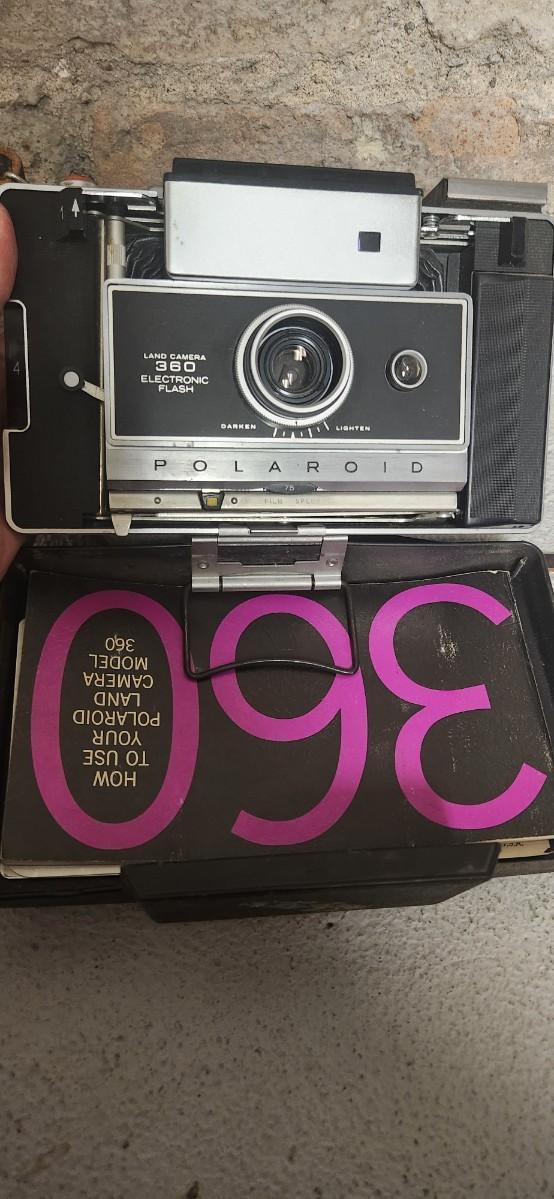 LAND CAMERA
360
ELECTRONIC
FLASH
4
DARKEN
LIGHTEN
POLAROID
75
FILM SPEED
360
HOW
TO USE
YOUR
POLAROID
LAND
CAMERA
MODEL
360